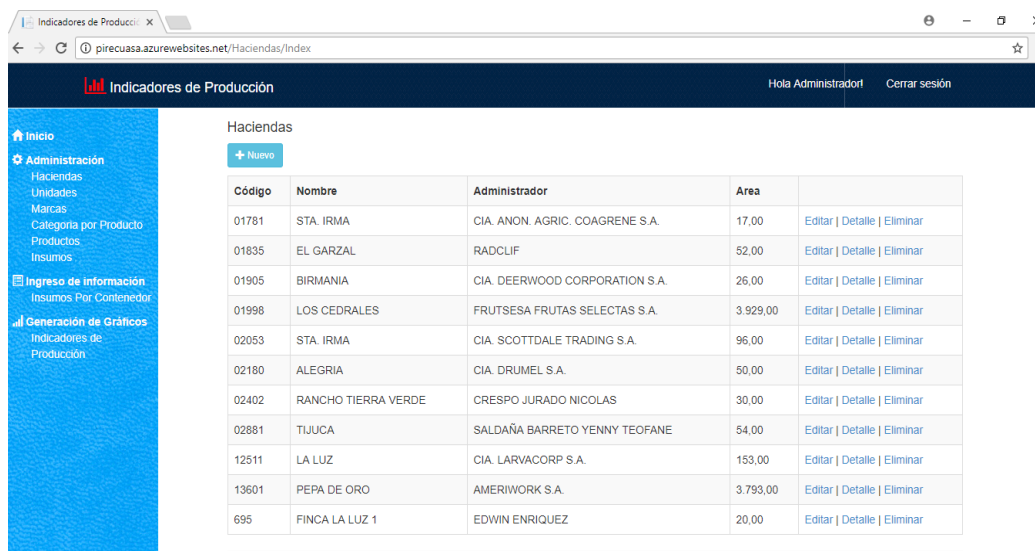 Indicadores de Producció
pirecuasa.azurewebsites.net/Haciendas/Index
Indicadores de Producción
Hola Administrador!
Cerrar sesión
Inicio
Administración
Haciendas
Unidades
Marcas
Categoria por Producto
Productos
Insumos
Ingreso de información
Insumos Por Contenedor
Generación de Gráficos
Indicadores de
Producción
Haciendas
+ Nuevo
Código Nombre Administrador Area
01781 STA. IRMA CIA. ANON. AGRIC. COAGRENE S.A. 17,00 Editar | Detalle | Eliminar
01835 EL GARZAL RADCLIF 52,00 Editar | Detalle | Eliminar
01905 BIRMANIA CIA. DEERWOOD CORPORATION S.A. 26,00 Editar | Detalle | Eliminar
01998 LOS CEDRALES FRUTSESA FRUTAS SELECTAS S.A. 3.929,00 Editar | Detalle | Eliminar
02053 STA. IRMA CIA. SCOTTDALE TRADING S.A. 96,00 Editar | Detalle | Eliminar
02180 ALEGRIA CIA. DRUMEL S.A. 50,00 Editar | Detalle | Eliminar
02402 RANCHO TIERRA VERDE CRESPO JURADO NICOLAS 30,00 Editar | Detalle | Eliminar
02881 TIJUCA SALDAÑA BARRETO YENNY TEOFANE 54,00 Editar | Detalle | Eliminar
12511 LA LUZ CIA. LARVACORP S.A. 153,00 Editar | Detalle | Eliminar
13601 PEPA DE ORO AMERIWORK S.A. 3.793,00 Editar | Detalle | Eliminar
695 FINCA LA LUZ 1 EDWIN ENRIQUEZ 20,00 Editar | Detalle | Eliminar